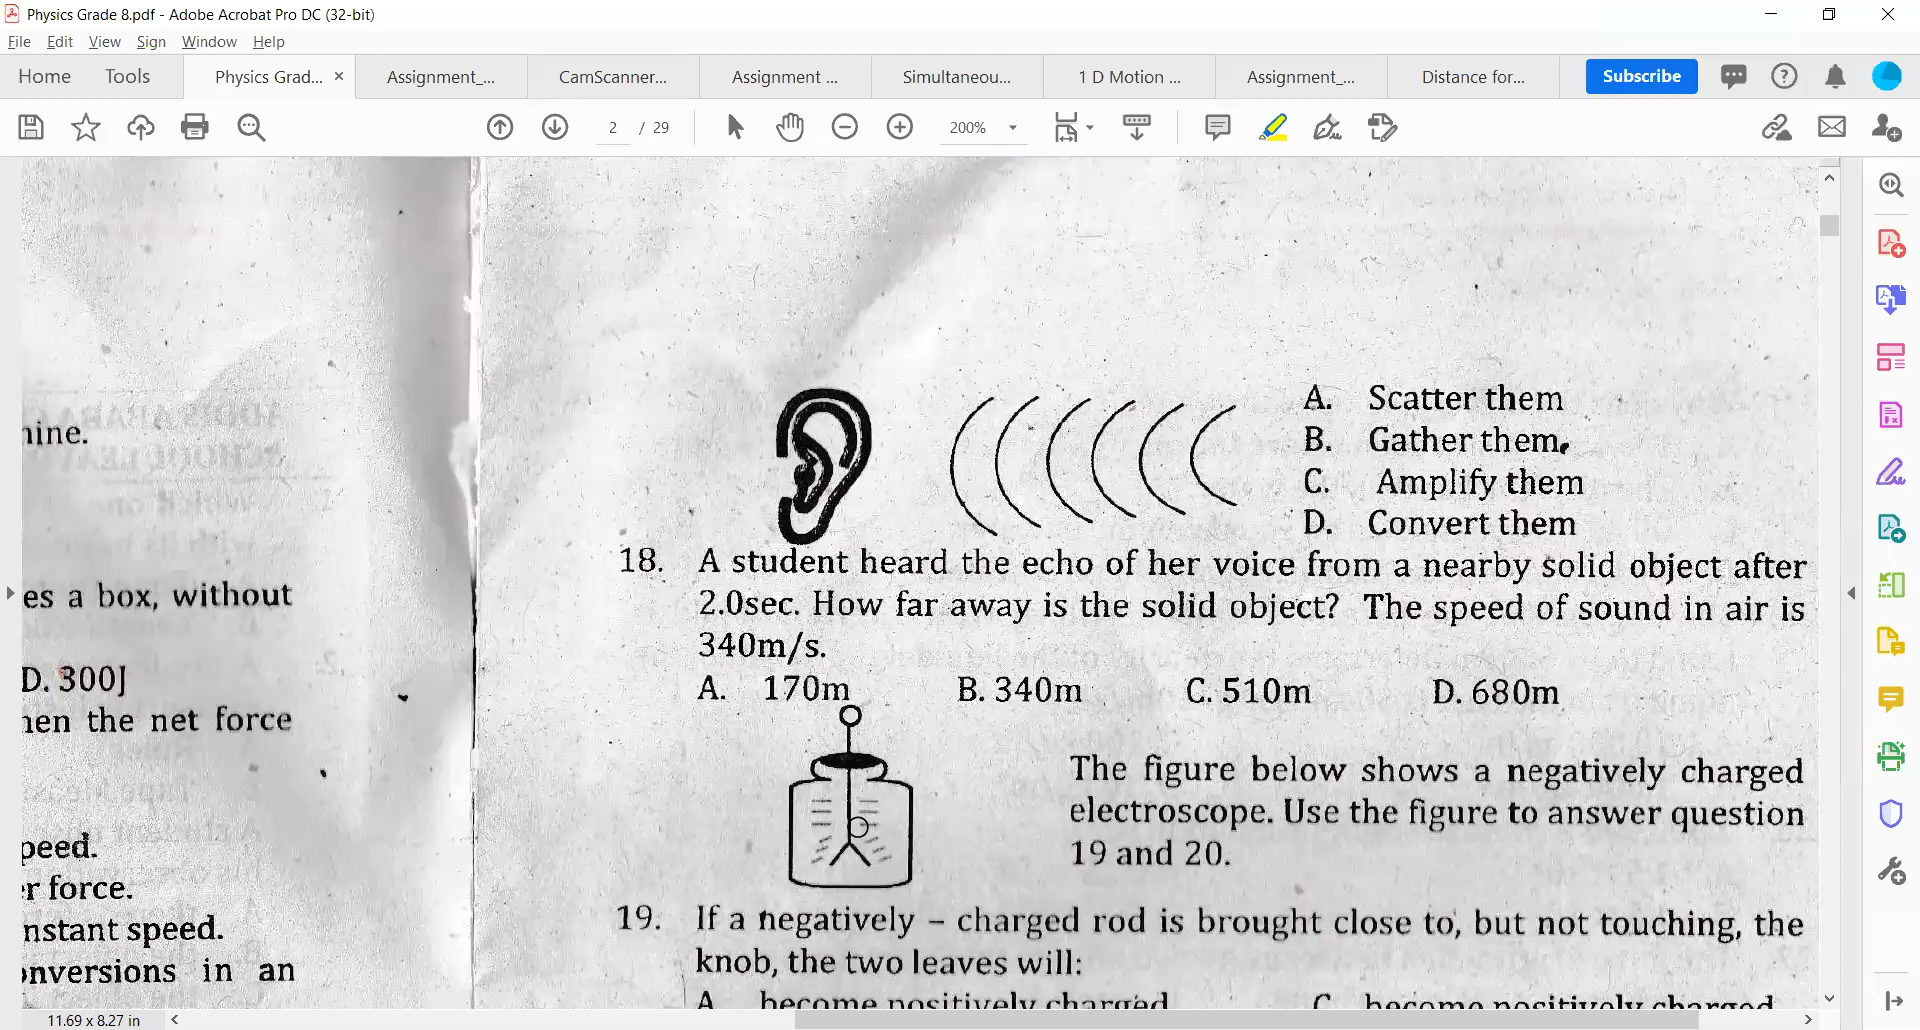 Physics Grade 8.pdf - Adobe Acrobat Pro DC (32-bit)
File Edit View Sign Window Help
Home Tools Physics Grad... × Assignment_... CamScanner... Assignment ... Simultaneou... 1 D Motion ... Assignment_... Distance for... Subscribe
2 / 29 200%
A. Scatter them
B. Gather them.
C. Amplify them
D. Convert them
18. A student heard the echo of her voice from a nearby solid object after
2.0sec. How far away is the solid object? The speed of sound in air is
340m/s.
A. 170m B. 340m C. 510m D. 680m
The figure below shows a negatively charged
electroscope. Use the figure to answer question
19 and 20.
19. If a negatively – charged rod is brought close to, but not touching, the
knob, the two leaves will:
A become positively charged C become positively charged
es a box, without
D. 300J
the net force
peed.
r force.
nstant speed.
onversions in an
11.69 x 8.27 in